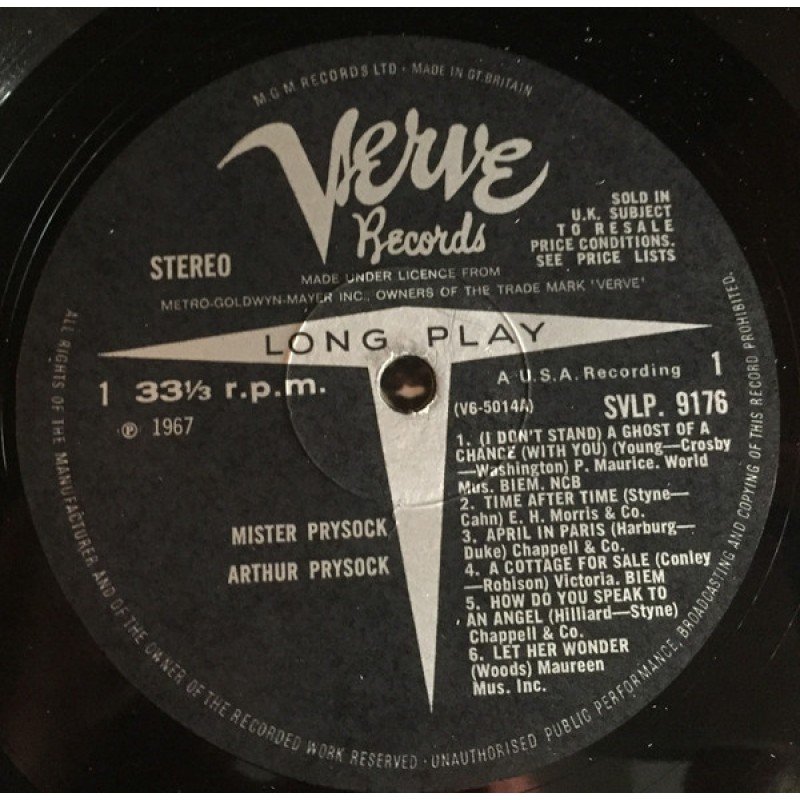 M.G.M RECORDS LTD · MADE IN GT. BRITAIN
Verve
Records
STEREO
SOLD IN
U.K. SUBJECT
TO RESALE
PRICE CONDITIONS.
SEE PRICE LISTS
MADE UNDER LICENCE FROM
METRO-GOLDWYN-MAYER INC., OWNERS OF THE TRADE MARK 'VERVE'
LONG PLAY
1 33⅓ r.p.m.
A U.S.A. Recording 1
℗ 1967
(V6-5014A) SVLP. 9176
1. (I DON'T STAND) A GHOST OF A
CHANCE (WITH YOU) (Young—Crosby
—Washington) P. Maurice. World
Mus. BIEM. NCB
2. TIME AFTER TIME (Styne—
Cahn) E. H. Morris & Co.
3. APRIL IN PARIS (Harburg—
Duke) Chappell & Co.
4. A COTTAGE FOR SALE (Conley
—Robison) Victoria. BIEM
5. HOW DO YOU SPEAK TO
AN ANGEL (Hilliard—Styne)
Chappell & Co.
6. LET HER WONDER
(Woods) Maureen
Mus. Inc.
MISTER PRYSOCK
ARTHUR PRYSOCK
ALL RIGHTS OF THE MANUFACTURER AND OF THE OWNER OF THE RECORDED WORK RESERVED · UNAUTHORISED PUBLIC PERFORMANCE, BROADCASTING AND COPYING OF THIS RECORD PROHIBITED.